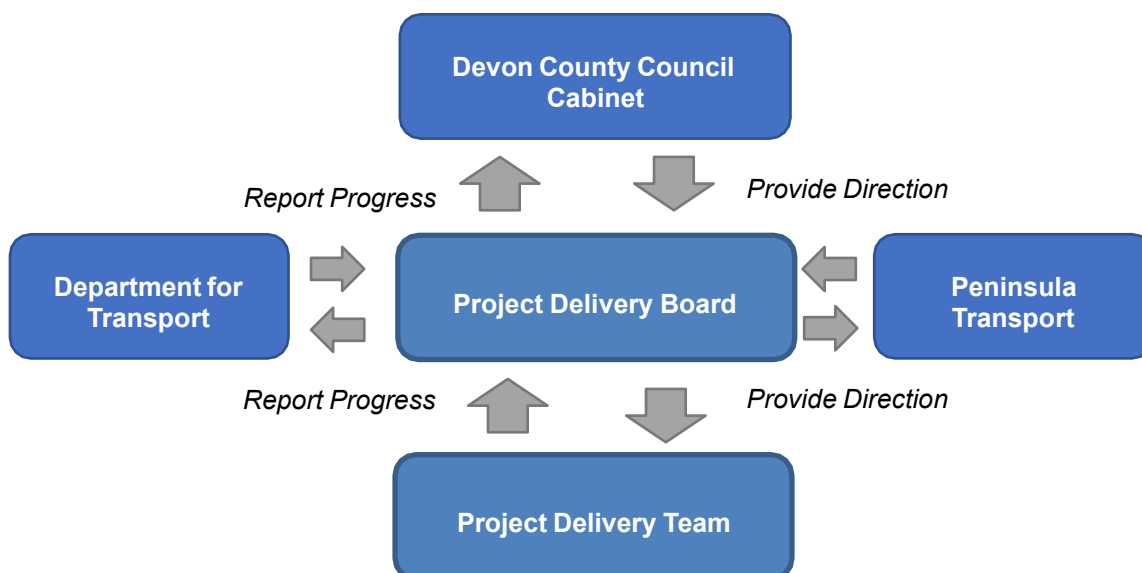 Devon County Council
Cabinet
Report Progress
Provide Direction
Department for
Transport
Project Delivery Board
Peninsula
Transport
Report Progress
Provide Direction
Project Delivery Team